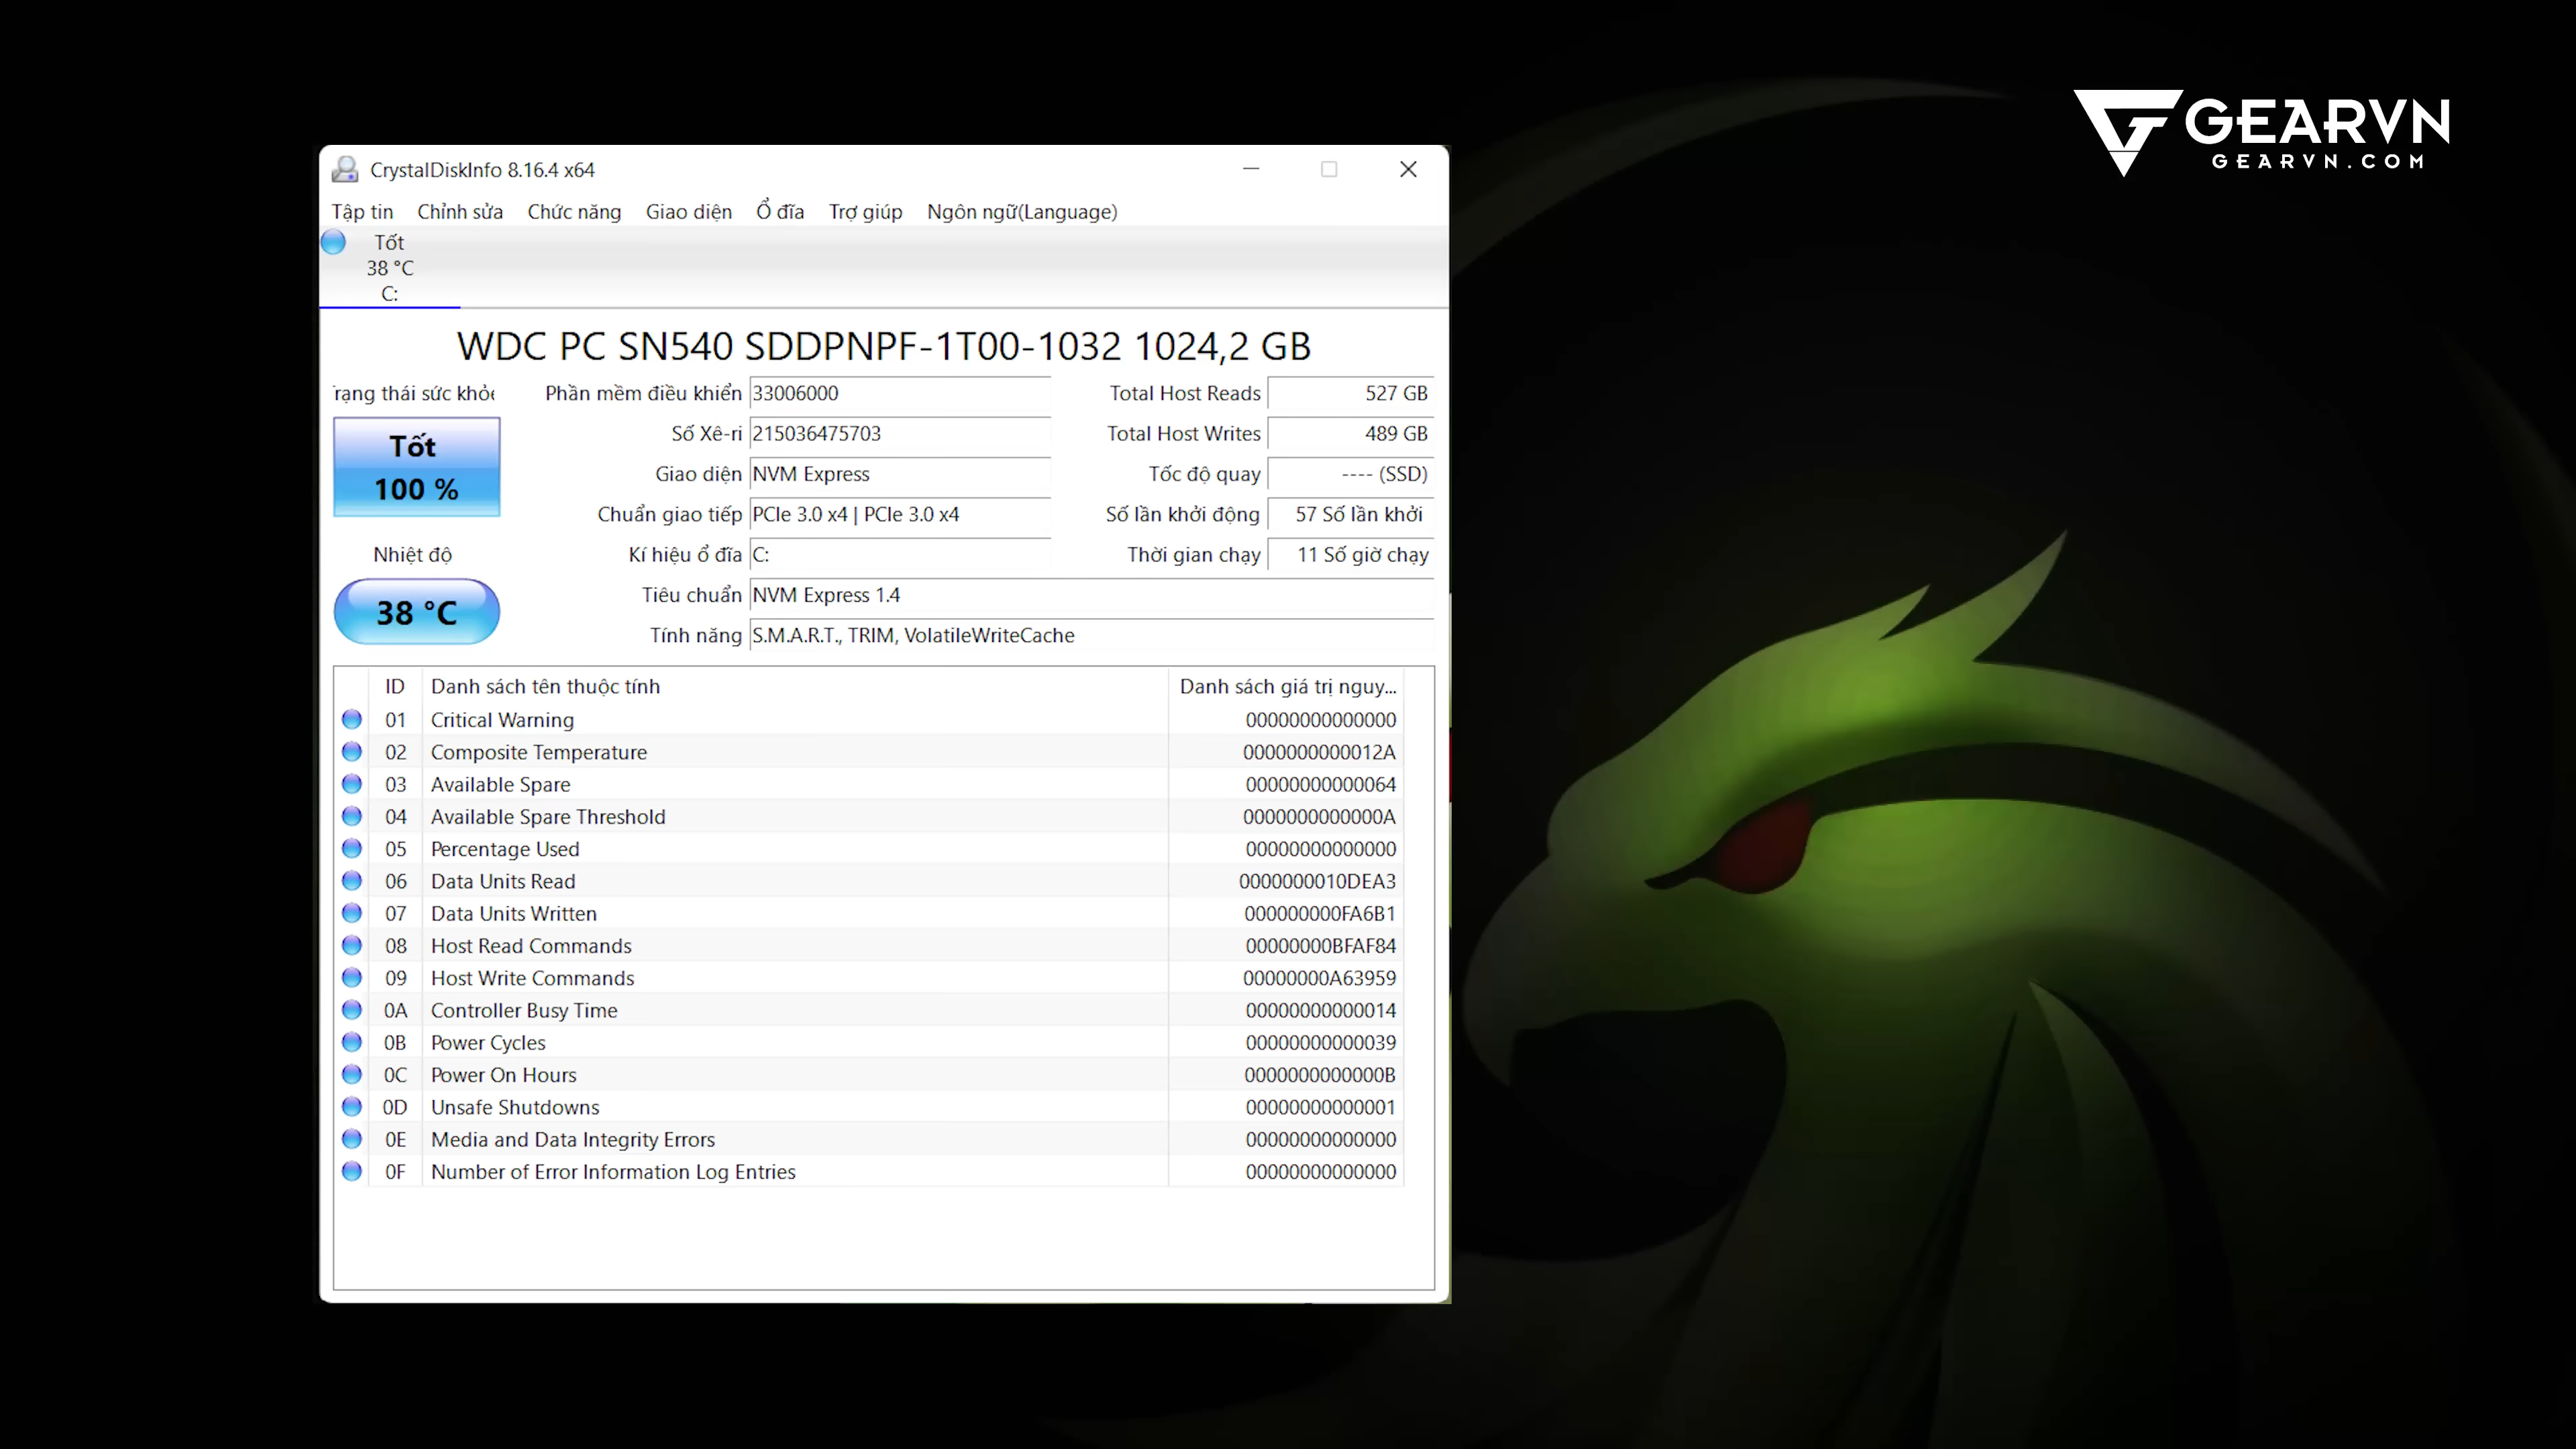 GEARVN
GEARVN.COM
CrystalDiskInfo 8.16.4 x64
Tập tin Chỉnh sửa Chức năng Giao diện Ổ đĩa Trợ giúp Ngôn ngữ(Language)
Tốt
38 °C
C:
WDC PC SN540 SDDPNPF-1T00-1032 1024,2 GB
rạng thái sức khỏe Phần mềm điều khiển 33006000 Total Host Reads 527 GB
Tốt
100 %
Số Xê-ri 215036475703 Total Host Writes 489 GB
Giao diện NVM Express Tốc độ quay ---- (SSD)
Chuẩn giao tiếp PCIe 3.0 x4 | PCIe 3.0 x4 Số lần khởi động 57 Số lần khởi
Nhiệt độ Kí hiệu ổ đĩa C: Thời gian chạy 11 Số giờ chạy
38 °C
Tiêu chuẩn NVM Express 1.4
Tính năng S.M.A.R.T., TRIM, VolatileWriteCache
ID Danh sách tên thuộc tính Danh sách giá trị nguy...
01 Critical Warning 00000000000000
02 Composite Temperature 0000000000012A
03 Available Spare 00000000000064
04 Available Spare Threshold 0000000000000A
05 Percentage Used 00000000000000
06 Data Units Read 0000000010DEA3
07 Data Units Written 000000000FA6B1
08 Host Read Commands 00000000BFAF84
09 Host Write Commands 00000000A63959
0A Controller Busy Time 00000000000014
0B Power Cycles 00000000000039
0C Power On Hours 0000000000000B
0D Unsafe Shutdowns 00000000000001
0E Media and Data Integrity Errors 00000000000000
0F Number of Error Information Log Entries 00000000000000